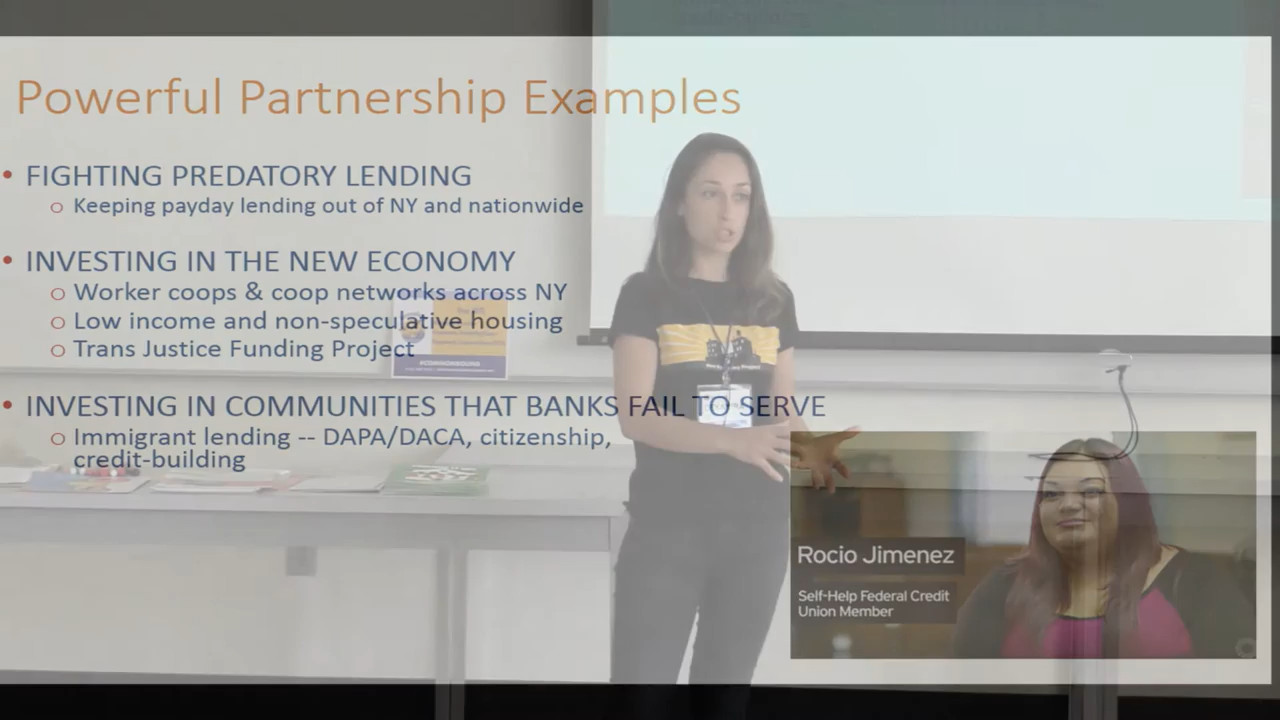 Powerful Partnership Examples
• FIGHTING PREDATORY LENDING
○ Keeping payday lending out of NY and nationwide
• INVESTING IN THE NEW ECONOMY
○ Worker coops & coop networks across NY
○ Low income and non-speculative housing
○ Trans Justice Funding Project
#COMMONBOUND
• INVESTING IN COMMUNITIES THAT BANKS FAIL TO SERVE
○ Immigrant lending -- DAPA/DACA, citizenship,
credit-building
Rocio Jimenez
Self-Help Federal Credit
Union Member